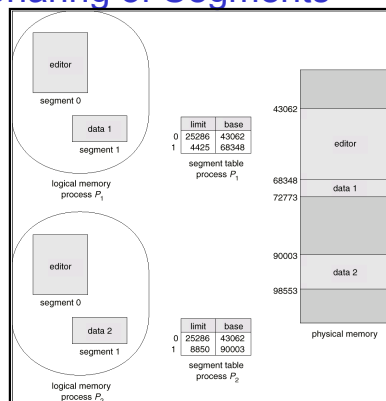 Sharing of Segments
editor
segment 0
data 1
segment 1
logical memory
process P1
limit base
0 25286 43062
1 4425 68348
segment table
process P1
editor
segment 0
data 2
segment 1
logical memory
process P2
limit base
0 25286 43062
1 8850 90003
segment table
process P2
43062
editor
68348
data 1
72773
90003
data 2
98553
physical memory